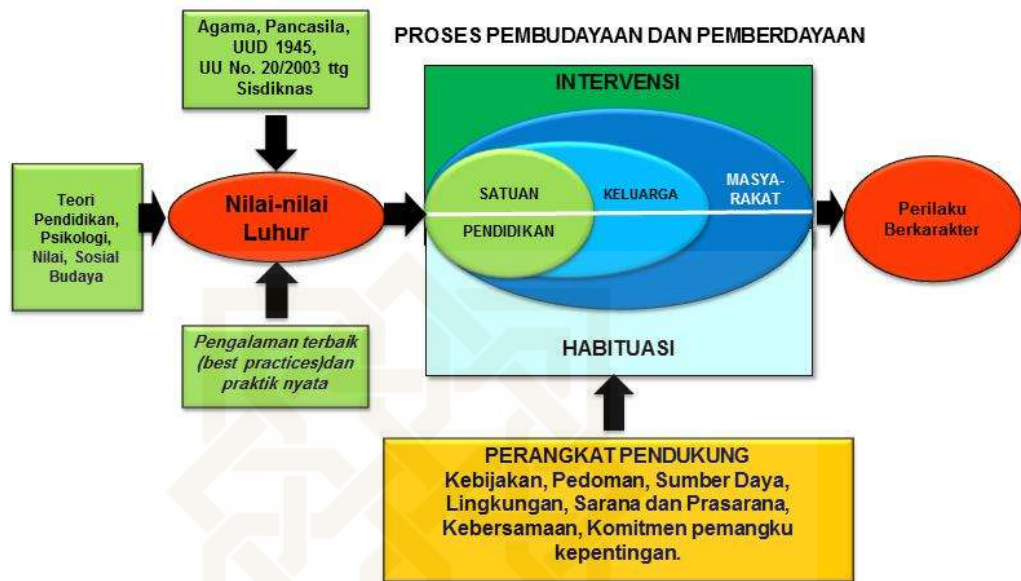 Agama, Pancasila,
UUD 1945,
UU No. 20/2003 ttg
Sisdiknas
PROSES PEMBUDAYAAN DAN PEMBERDAYAAN
INTERVENSI
Teori
Pendidikan,
Psikologi,
Nilai, Sosial
Budaya
Nilai-nilai
Luhur
SATUAN
PENDIDIKAN
KELUARGA
MASYA-
RAKAT
Perilaku
Berkarakter
Pengalaman terbaik
(best practices)dan
praktik nyata
HABITUASI
PERANGKAT PENDUKUNG
Kebijakan, Pedoman, Sumber Daya,
Lingkungan, Sarana dan Prasarana,
Kebersamaan, Komitmen pemangku
kepentingan.